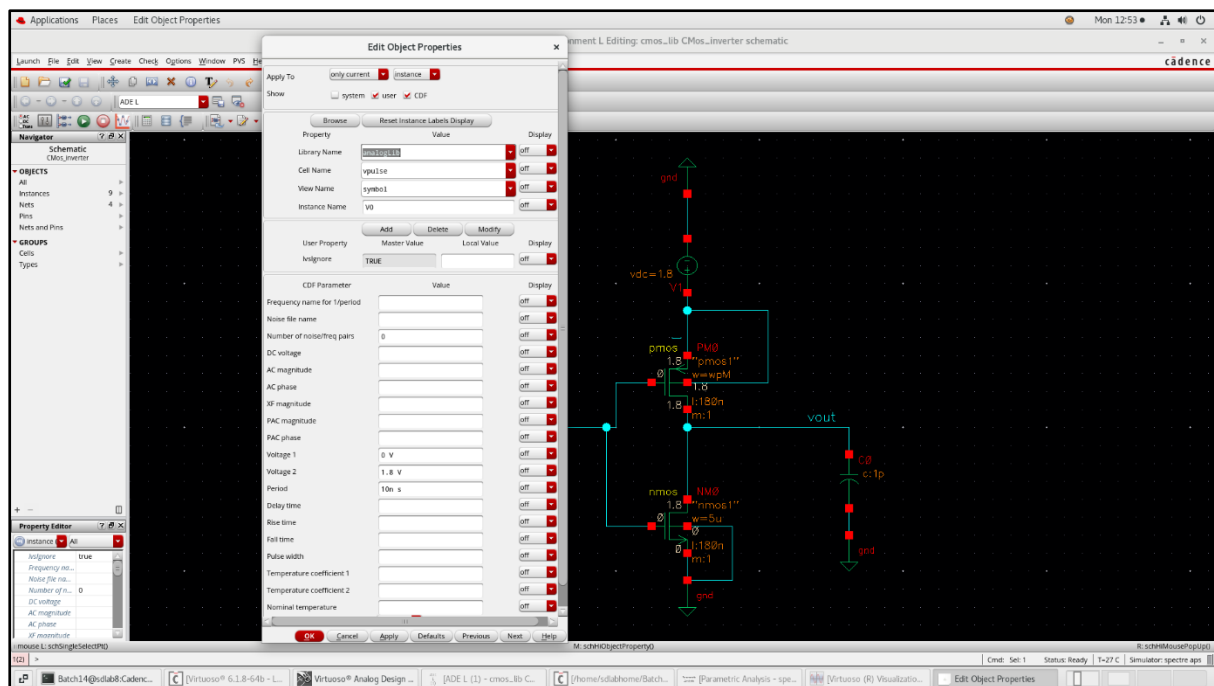 Applications Places Edit Object Properties Mon 12:53
nment L Editing: cmos_lib CMos_inverter schematic
Launch File Edit View Create Check Options Window PVS He
cādence
Edit Object Properties
Apply To only current instance
Show system user CDF
Browse Reset Instance Labels Display
Property Value Display
Library Name analogLib off
Cell Name vpulse off
View Name symbol off
Instance Name V0 off
Add Delete Modify
User Property Master Value Local Value Display
lvsIgnore TRUE off
CDF Parameter Value Display
Frequency name for 1/period off
Noise file name off
Number of noise/freq pairs 0 off
DC voltage off
AC magnitude off
AC phase off
XF magnitude off
PAC magnitude off
PAC phase off
Voltage 1 0 V off
Voltage 2 1.8 V off
Period 10n s off
Delay time off
Rise time off
Fall time off
Pulse width off
Temperature coefficient 1 off
Temperature coefficient 2 off
Nominal temperature off
OK Cancel Apply Defaults Previous Next Help
ADE L
Navigator
Schematic
CMos_inverter
OBJECTS
All
Instances 9
Nets 4
Pins
Nets and Pins
GROUPS
Cells
Types
Property Editor
instance ( All
lvsIgnore true
Frequency na...
Noise file na...
Number of n... 0
DC voltage
AC magnitude
AC phase
XF magnitude
gnd
vdc=1.8
V1
pmos PM0
1.8 "pmos1"
0 w=wpM
1.8
1.8 l:180n
m:1
vout
C0
c:1p
gnd
nmos NM0
1.8 "nmos1"
0 w=5u
0
0 l:180n
m:1
gnd
mouse L: schSingleSelectPt() M: schHiObjectProperty() R: schHiMousePopUp()
1(2) > Cmd: Sel: 1 Status: Ready T=27 C Simulator: spectre aps
Batch14@sdlab8:Cadenc... [Virtuoso® 6.1.8-64b - L... Virtuoso® Analog Design ... [ADE L (1) - cmos_lib C... [/home/sdlabhome/Batch... [Parametric Analysis - spe... [Virtuoso (R) Visualizatio... Edit Object Properties